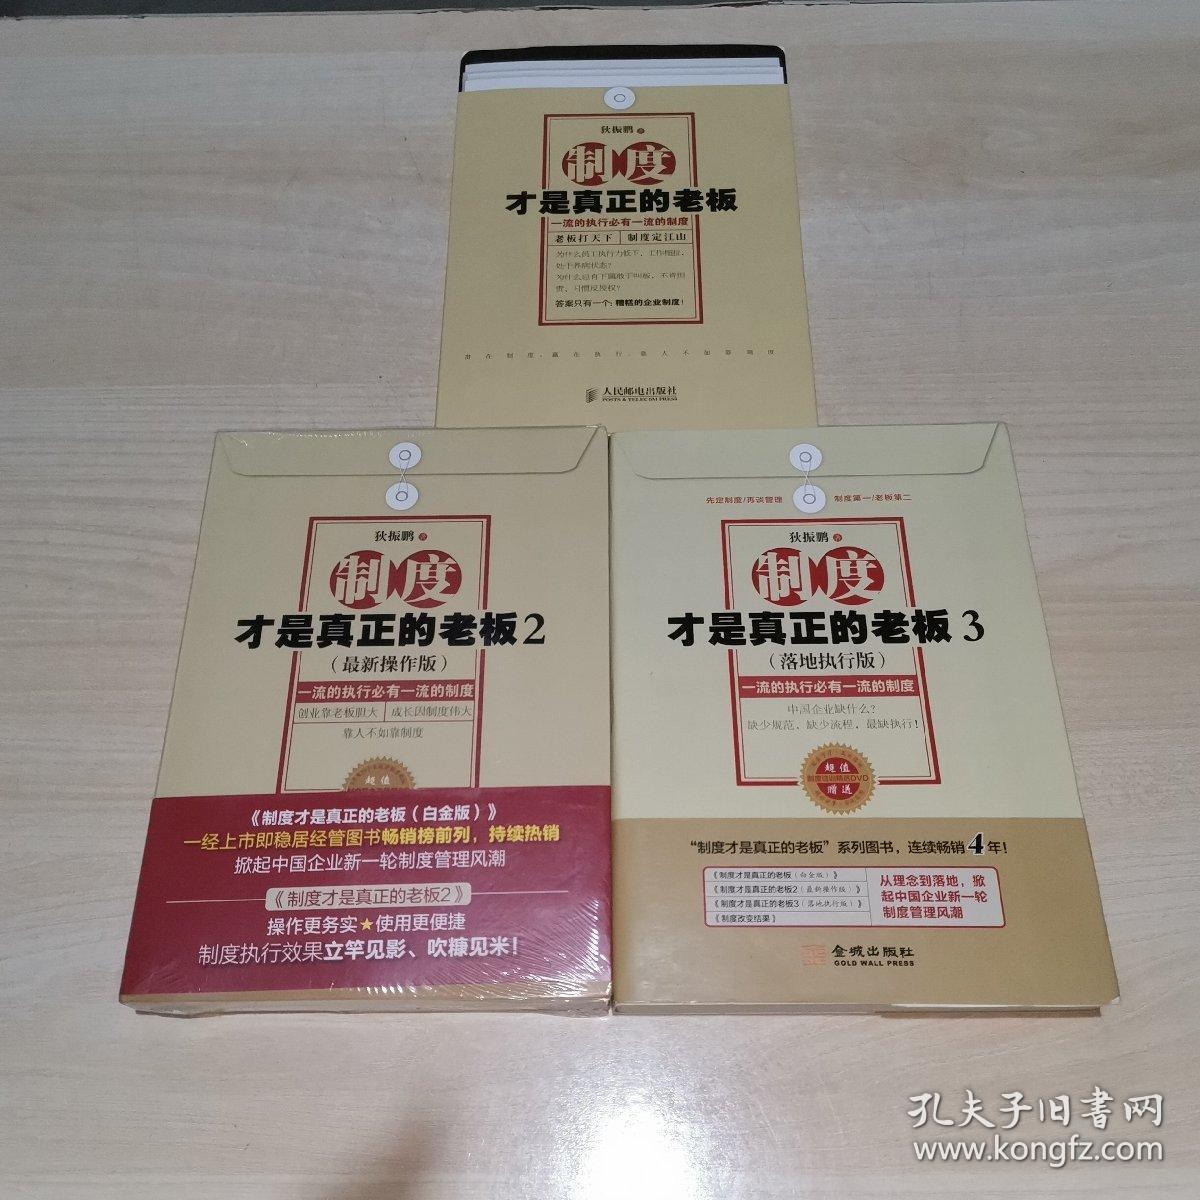 狄振鹏 著
制度
才是真正的老板
一流的执行必有一流的制度
老板打天下 制度定江山
为什么员工执行力低下,工作拖拉,
处于养病状态?
为什么总有下属敢于叫板,不肯担
责,习惯反授权?
答案只有一个:糟糕的企业制度!
人民邮电出版社
POSTS & TELECOM PRESS
狄振鹏 著
制度
才是真正的老板2
(最新操作版)
一流的执行必有一流的制度
创业靠老板胆大 成长因制度伟大
靠人不如靠制度
超值
《制度才是真正的老板(白金版)》
一经上市即稳居经管图书畅销榜前列,持续热销
掀起中国企业新一轮制度管理风潮
《制度才是真正的老板2》
操作更务实★使用更便捷
制度执行效果立竿见影、吹糠见米!
先定制度/再谈管理 制度第一/老板第二
狄振鹏 著
制度
才是真正的老板3
(落地执行版)
一流的执行必有一流的制度
中国企业缺什么?
缺少规范,缺少流程,最缺执行!
超值
制度培训精选DVD
赠送
“制度才是真正的老板”系列图书,连续畅销4年!
《制度才是真正的老板(白金版)》
《制度才是真正的老板2(最新操作版)》
《制度才是真正的老板3(落地执行版)》
《制度改变结果》
从理念到落地,掀
起中国企业新一轮
制度管理风潮
金城出版社
GOLD WALL PRESS
孔夫子旧书网
www.kongfz.com